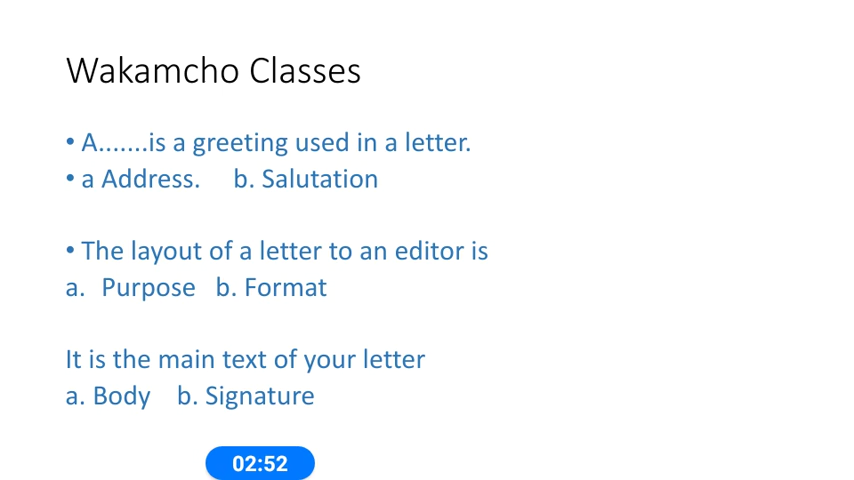 Wakamcho Classes
• A.......is a greeting used in a letter.
• a Address. b. Salutation
• The layout of a letter to an editor is
a. Purpose b. Format
It is the main text of your letter
a. Body b. Signature
02:52